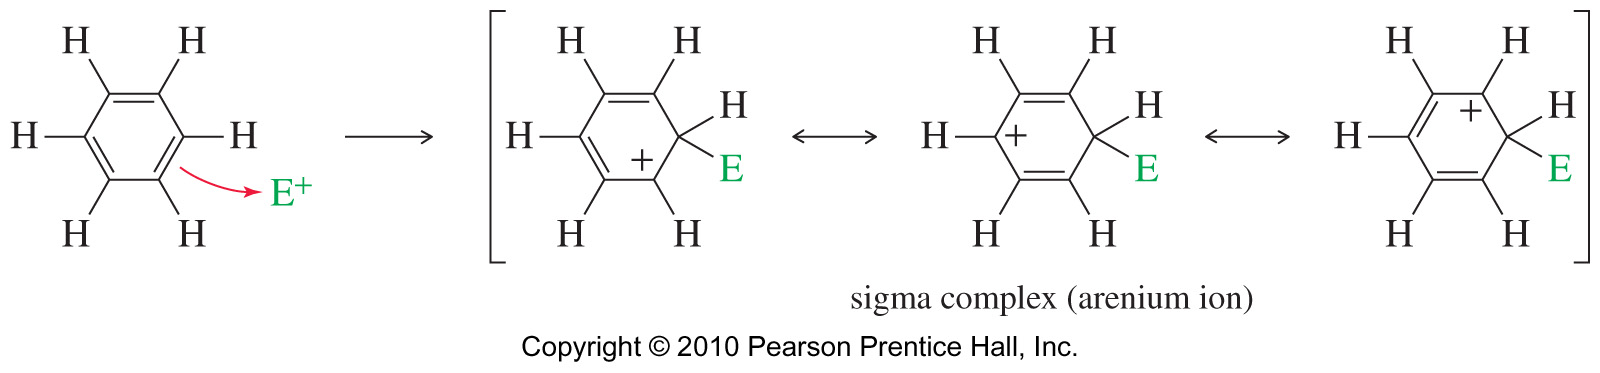 H H H H H H
E+
H H H H H H E +
H H H H H H E +
H H H H H H E +
sigma complex (arenium ion)
Copyright © 2010 Pearson Prentice Hall, Inc.